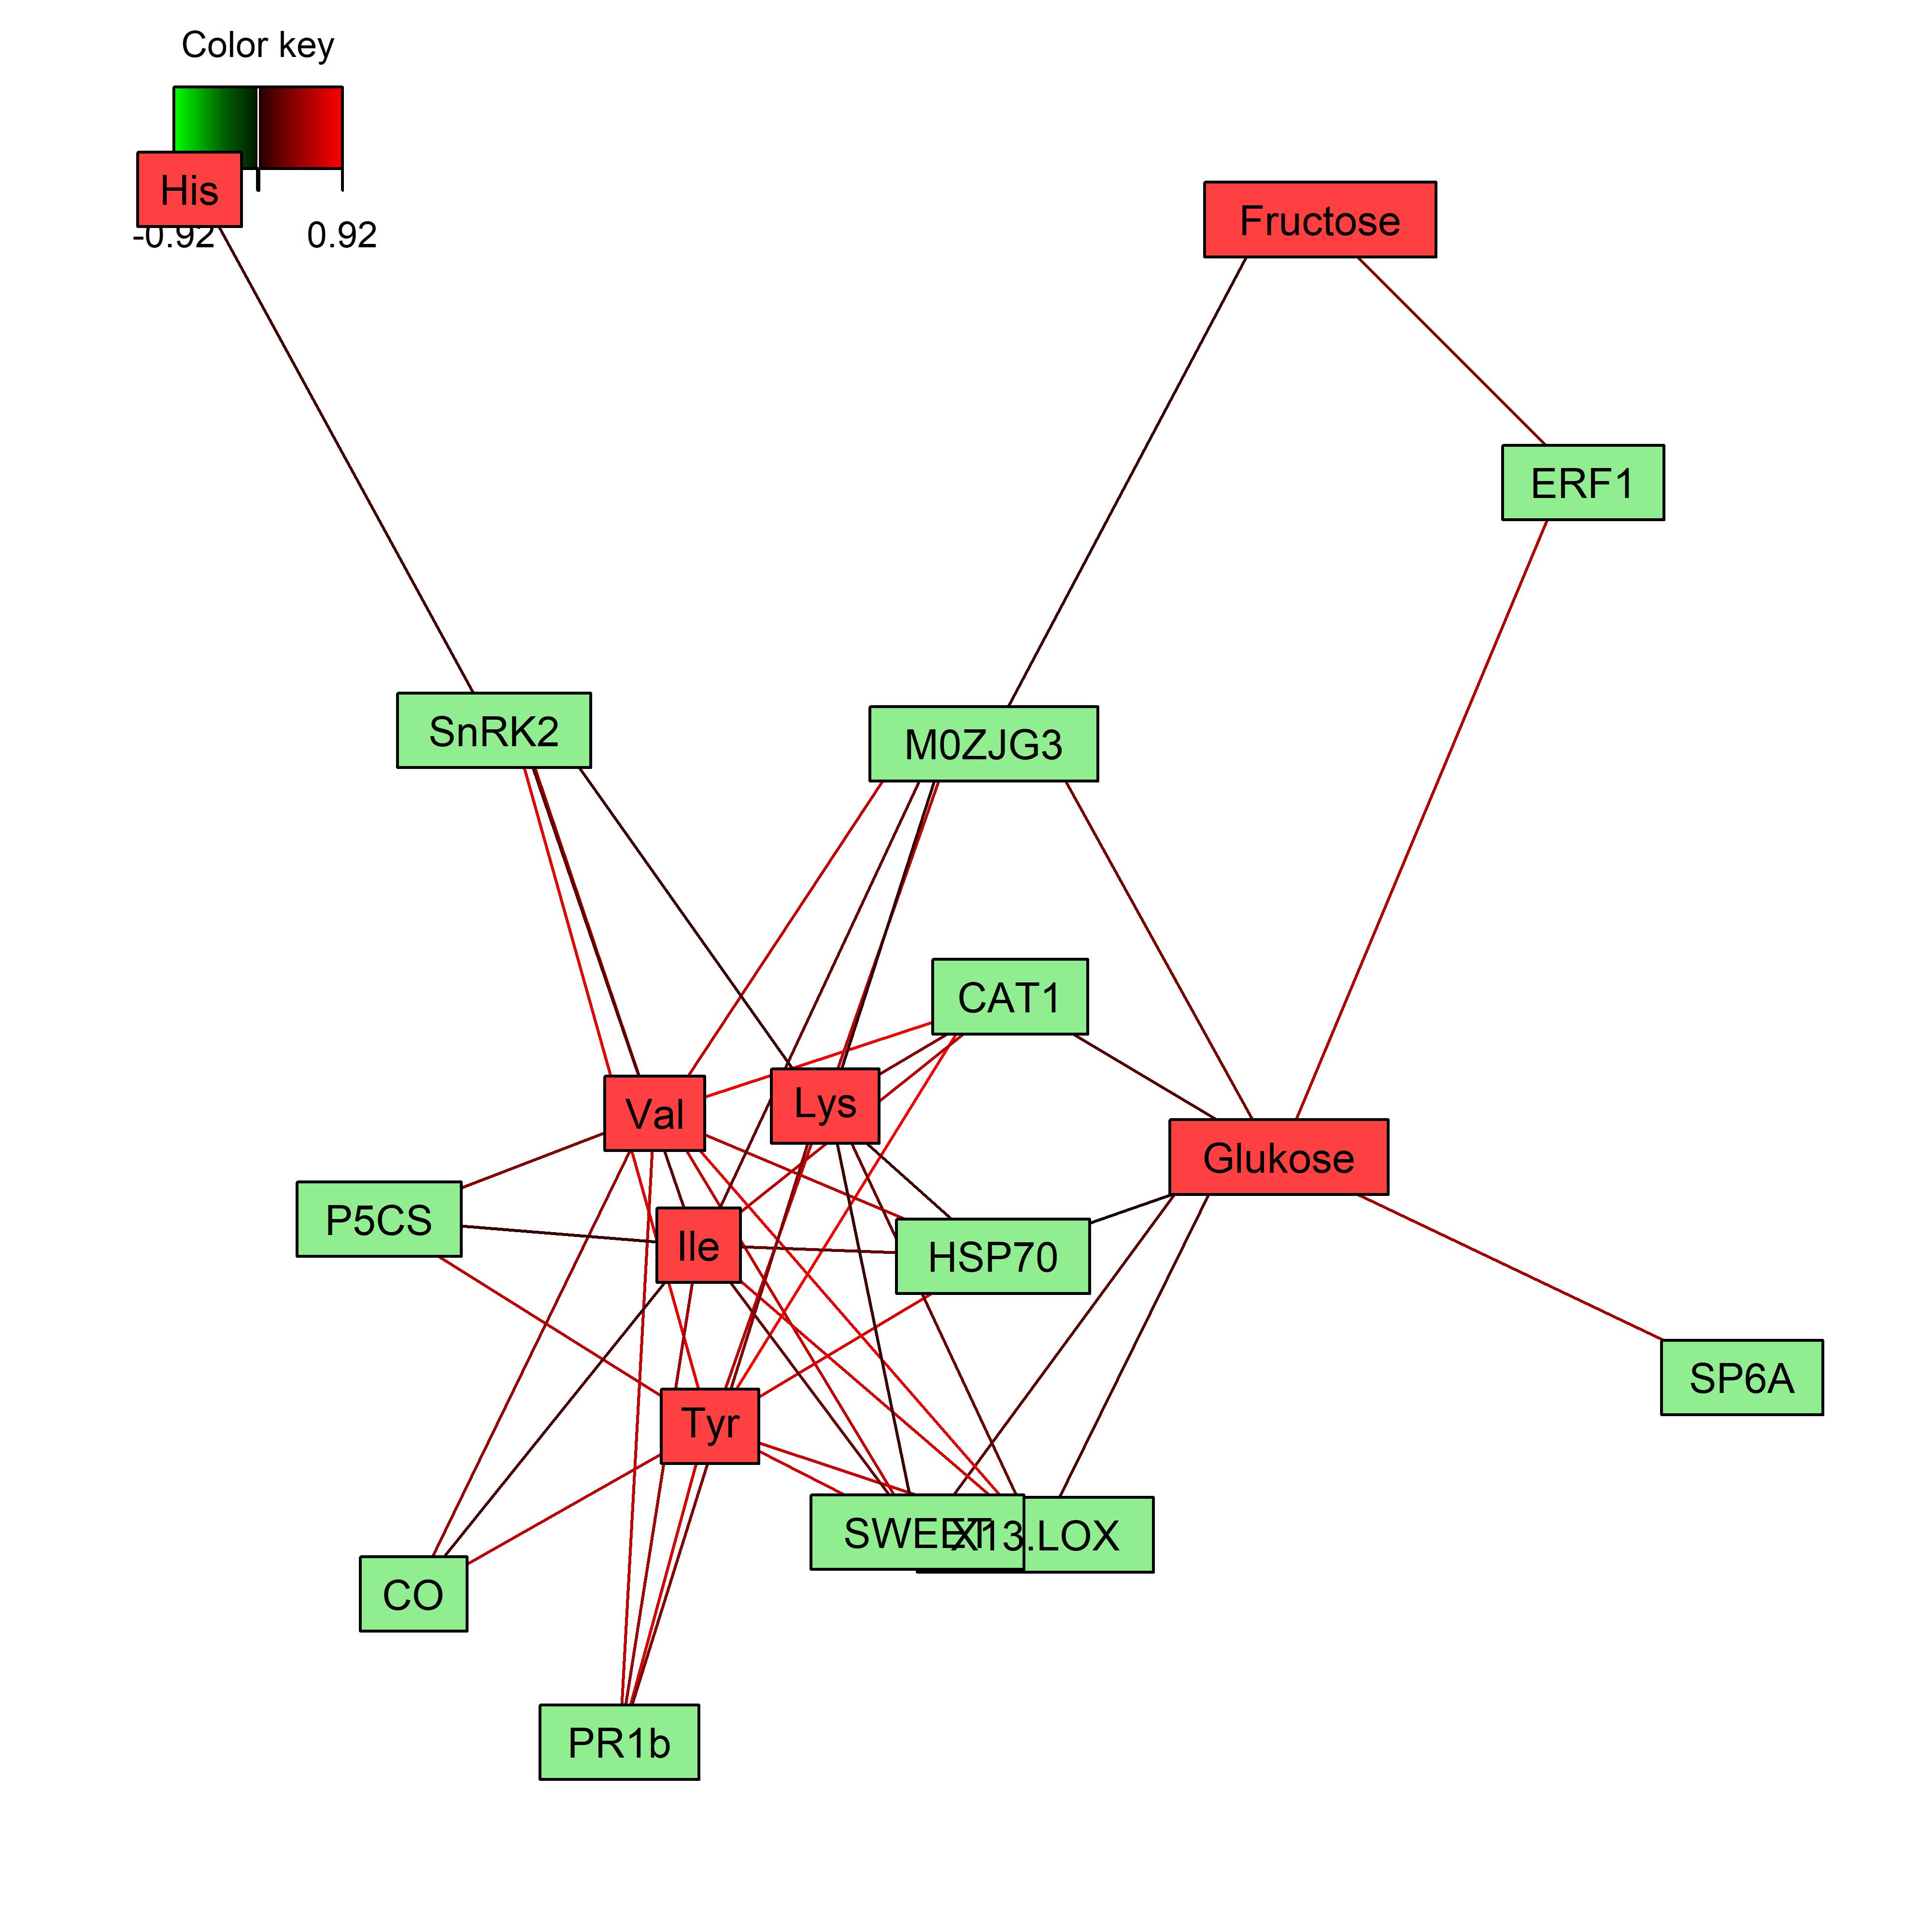 Color key
His
-0.92 0.92
Fructose
ERF1
SnRK2
M0ZJG3
CAT1
Val
Lys
Glukose
P5CS
Ile
HSP70
SP6A
Tyr
SWEET
X13.LOX
CO
PR1b